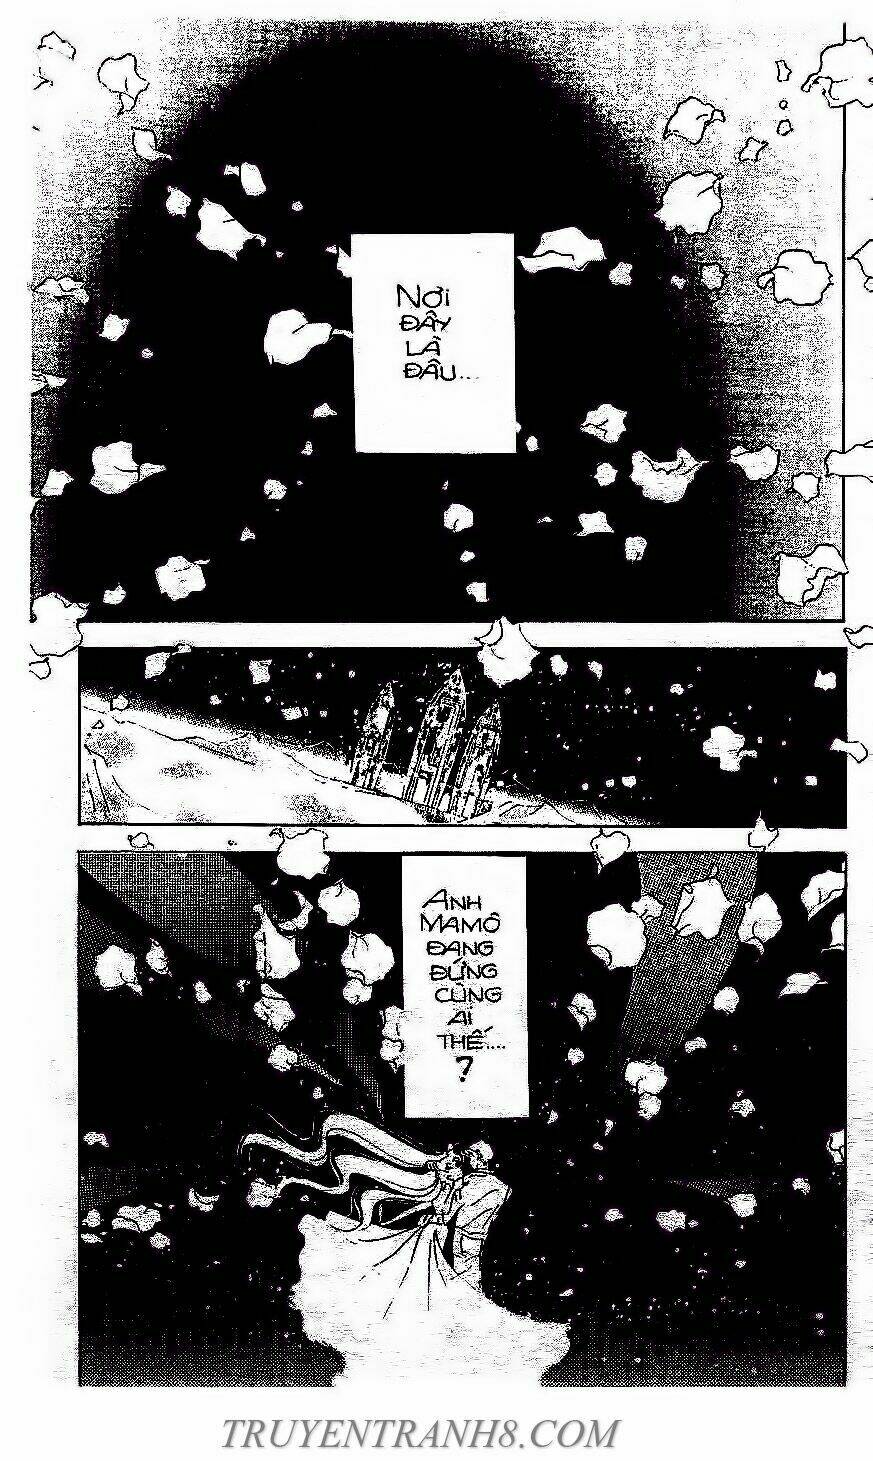 NƠI
ĐÂY
LÀ
ĐÂU...
ANH
MAMÔ
ĐANG
ĐỨNG
CÙNG
AI
THẾ....
?
TRUYENTRANH8.COM